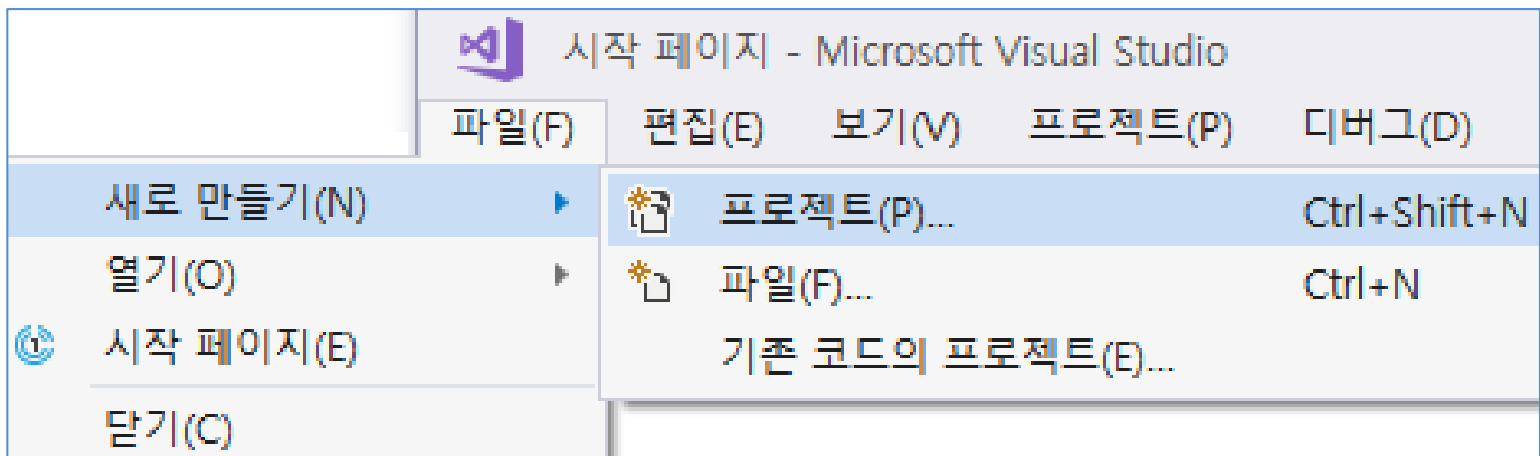 시작 페이지 - Microsoft Visual Studio
파일(F) 편집(E) 보기(V) 프로젝트(P) 디버그(D)
새로 만들기(N) 프로젝트(P)... Ctrl+Shift+N
열기(O) 파일(F)... Ctrl+N
시작 페이지(E) 기존 코드의 프로젝트(E)...
닫기(C)